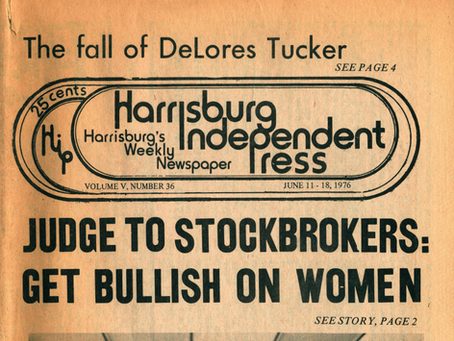 The fall of DeLores Tucker
SEE PAGE 4
25 cents
Hip
Harrisburg
Independent
Press
Harrisburg's
Weekly
Newspaper
VOLUME V, NUMBER 36
JUNE 11 - 18, 1976
JUDGE TO STOCKBROKERS:
GET BULLISH ON WOMEN
SEE STORY, PAGE 2